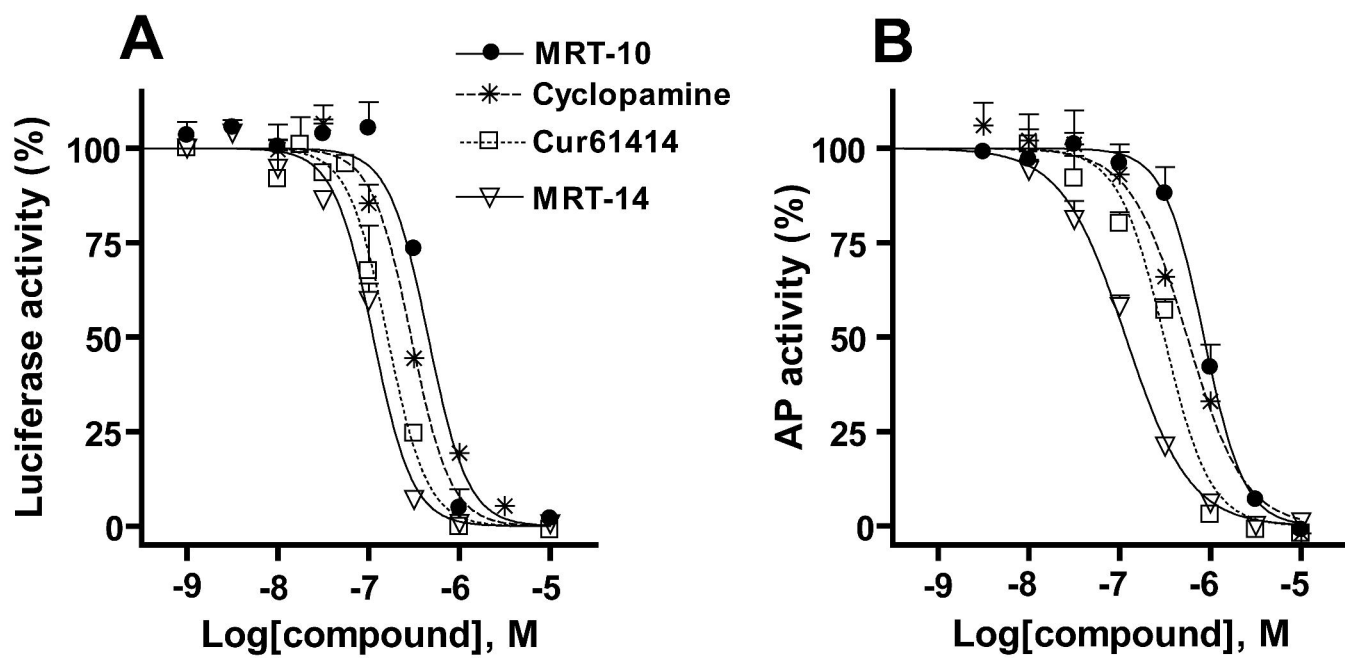 A
MRT-10
Cyclopamine
Cur61414
MRT-14
Luciferase activity (%)
100
75
50
25
0
-9 -8 -7 -6 -5
Log[compound], M
B
AP activity (%)
100
75
50
25
0
-9 -8 -7 -6 -5
Log[compound], M